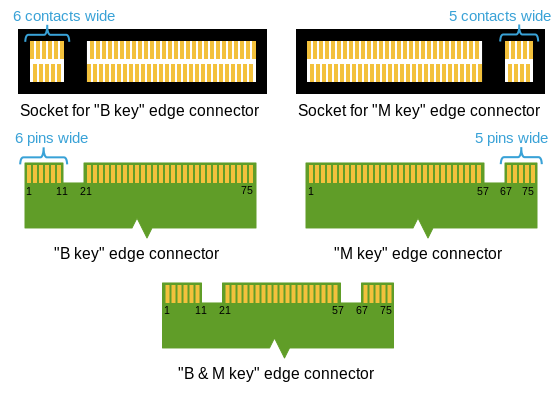 6 contacts wide
5 contacts wide
Socket for "B key" edge connector
Socket for "M key" edge connector
6 pins wide
5 pins wide
1 11 21 75
1 57 67 75
"B key" edge connector
"M key" edge connector
1 11 21 57 67 75
"B & M key" edge connector